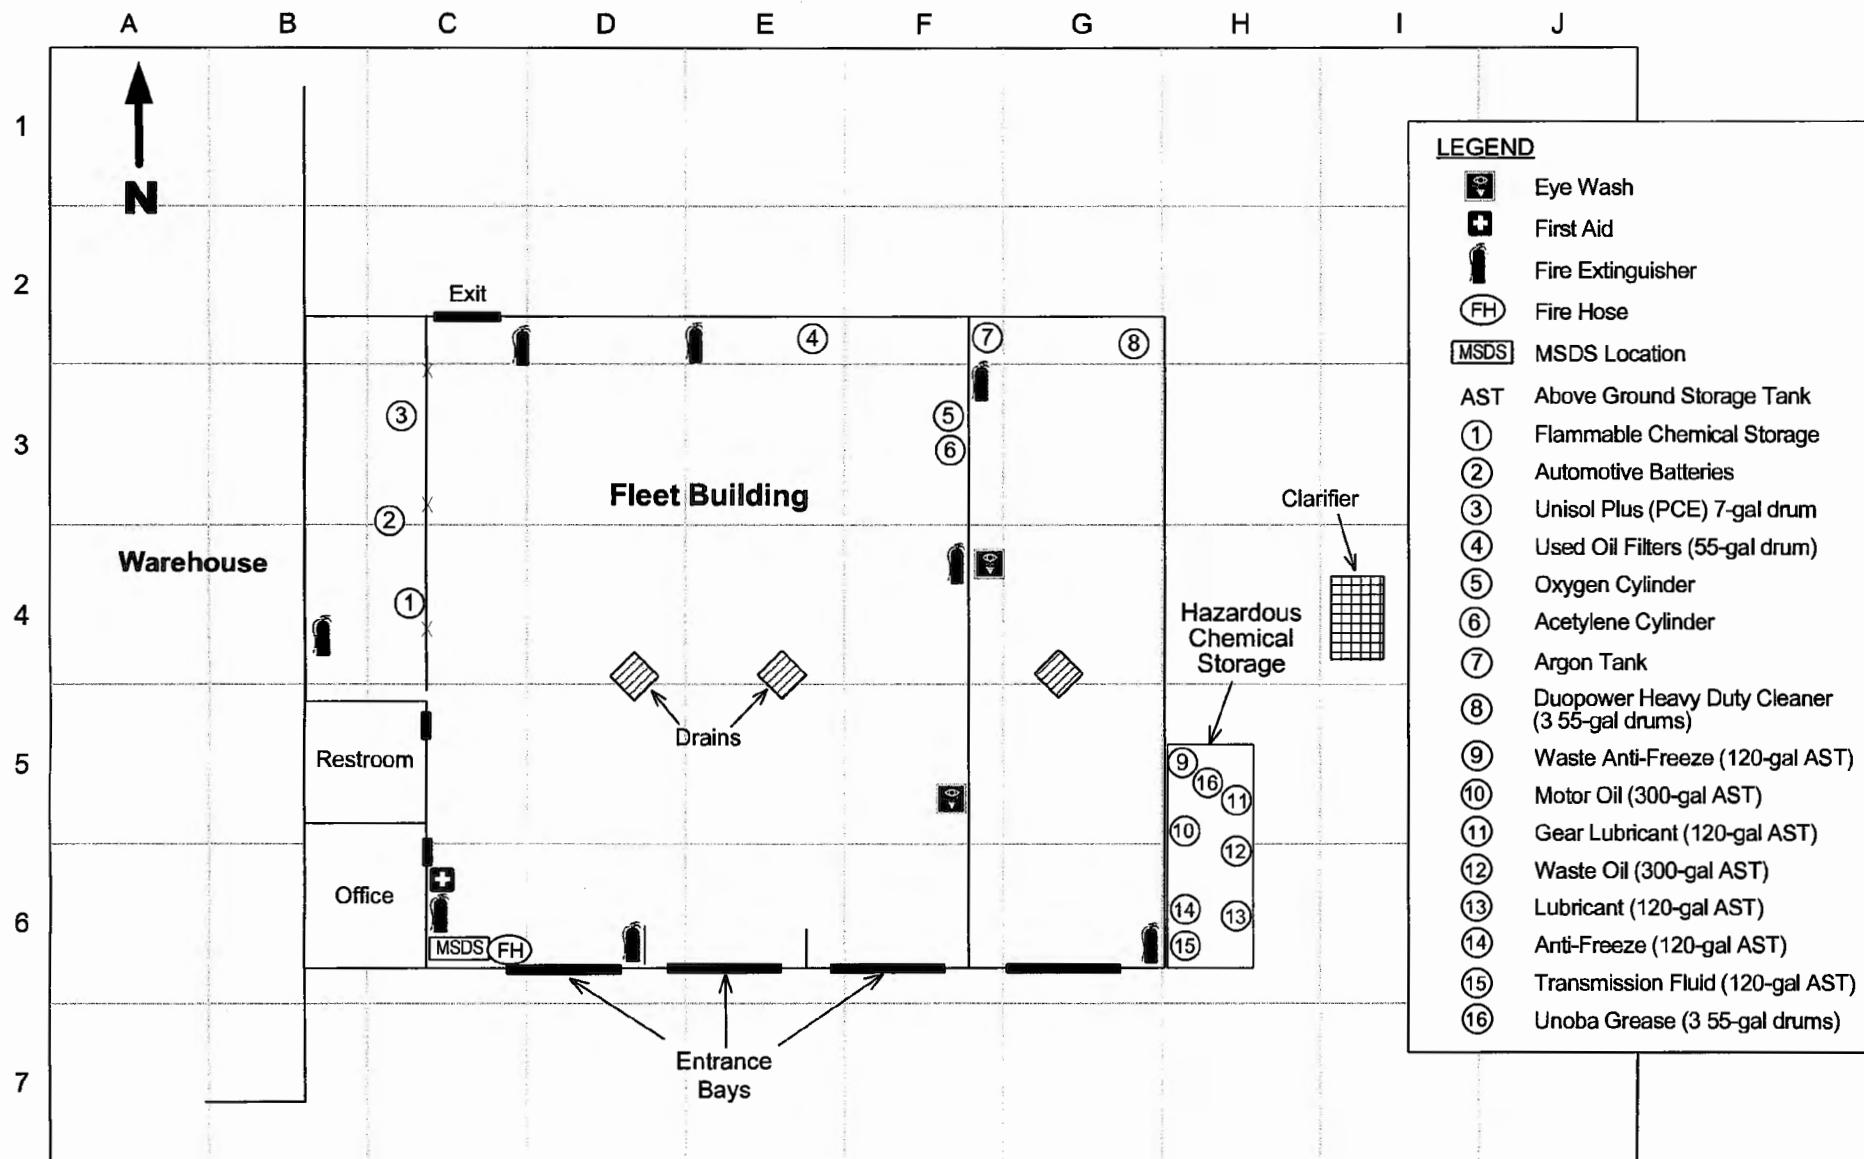 A B C D E F G H I J
1
2
3
4
5
6
7
N
Exit
Fleet Building
Warehouse
Restroom
Office
Drains
Entrance
Bays
Hazardous
Chemical
Storage
Clarifier
MSDS FH
4 7 8
3 5 6
2
1
9 16 11
10 12
14 13
15
LEGEND
Eye Wash
First Aid
Fire Extinguisher
FH Fire Hose
MSDS MSDS Location
AST Above Ground Storage Tank
1 Flammable Chemical Storage
2 Automotive Batteries
3 Unisol Plus (PCE) 7-gal drum
4 Used Oil Filters (55-gal drum)
5 Oxygen Cylinder
6 Acetylene Cylinder
7 Argon Tank
8 Duopower Heavy Duty Cleaner
(3 55-gal drums)
9 Waste Anti-Freeze (120-gal AST)
10 Motor Oil (300-gal AST)
11 Gear Lubricant (120-gal AST)
12 Waste Oil (300-gal AST)
13 Lubricant (120-gal AST)
14 Anti-Freeze (120-gal AST)
15 Transmission Fluid (120-gal AST)
16 Unoba Grease (3 55-gal drums)